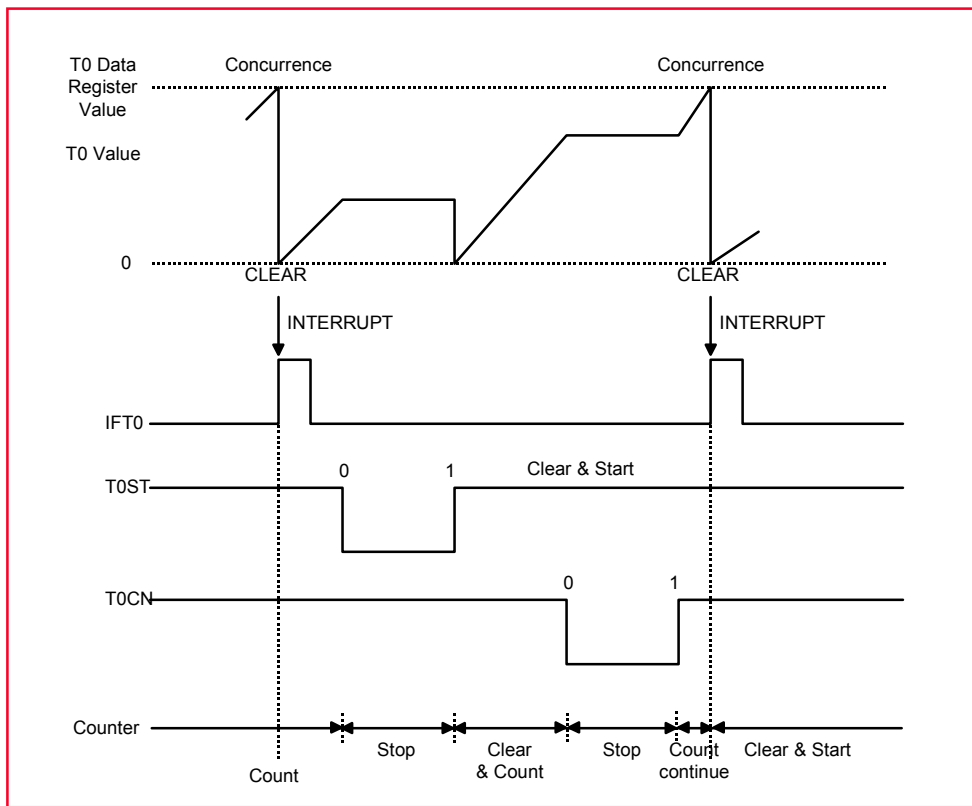 T0 Data
Register
Value
Concurrence
Concurrence
T0 Value
0
CLEAR
CLEAR
INTERRUPT
INTERRUPT
IFT0
0
1
Clear & Start
T0ST
0
1
T0CN
Counter
Stop
Clear
& Count
Stop
Count
continue
Clear & Start
Count